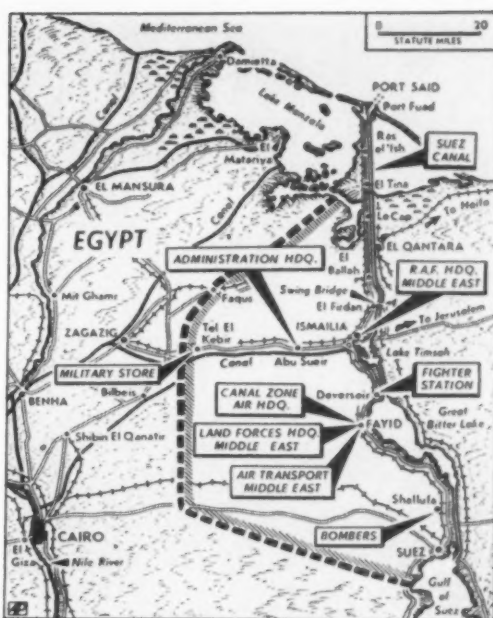 Mediterranean Sea
0 20
STATUTE MILES
Damietta
PORT SAID
Port Fuad
Canal
Lake Manzala
Ras
el'Ish
SUEZ
CANAL
El
Matariya
EL MANSURA
Canal
El Tina
Le Cap
To Haifa
EGYPT
ADMINISTRATION HDQ.
EL QANTARA
El
Ballah
R.A.F. HDQ.
MIDDLE EAST
Mit Ghamr
Faqus
Swing Bridge
El Firdan
To Jerusalem
ZAGAZIG
Tel El
Kebir
ISMAILIA
MILITARY STORE
Canal
Abu Sueir
Lake Timsah
FIGHTER
STATION
BENHA
Bilbeis
CANAL ZONE
AIR HDQ.
Deversoir
Great
Bitter Lake
Shibin El Qanatir
LAND FORCES HDQ.
MIDDLE EAST
FAYID
AIR TRANSPORT
MIDDLE EAST
Shallufa
BOMBERS
CAIRO
SUEZ
El
Giza
Nile River
Gulf
of
Suez